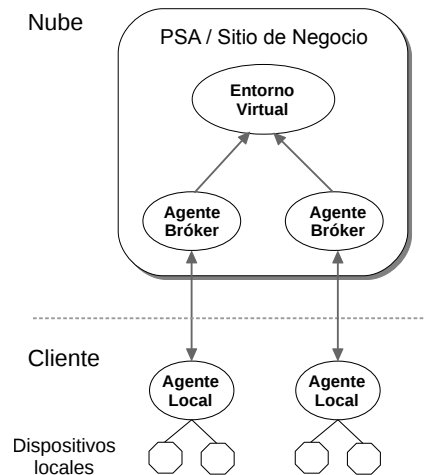 Nube
PSA / Sitio de Negocio
Entorno
Virtual
Agente
Bróker
Agente
Bróker
Cliente
Agente
Local
Agente
Local
Dispositivos
locales